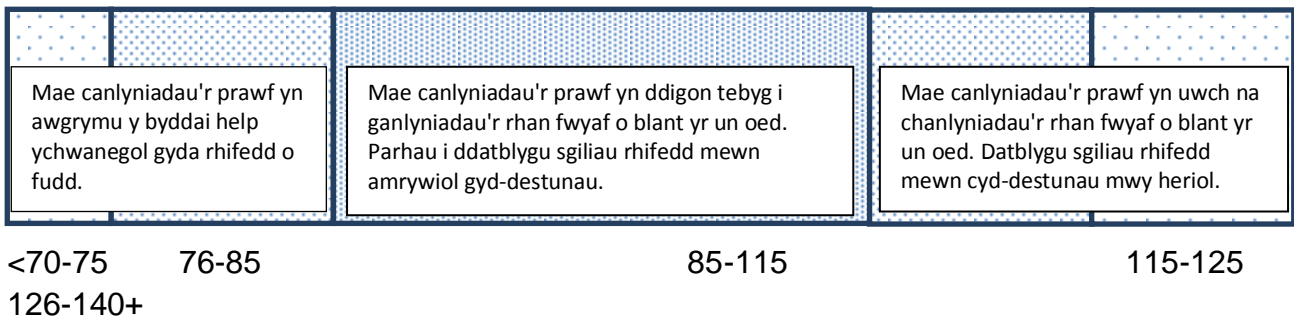 Mae canlyniadau'r prawf yn
awgrymu y byddai help
ychwanegol gyda rhifedd o
fudd.
Mae canlyniadau'r prawf yn ddigon tebyg i
ganlyniadau'r rhan fwyaf o blant yr un oed.
Parhau i ddatblygu sgiliau rhifedd mewn
amrywiol gyd-destunau.
Mae canlyniadau'r prawf yn uwch na
chanlyniadau'r rhan fwyaf o blant yr
un oed. Datblygu sgiliau rhifedd
mewn cyd-destunau mwy heriol.
<70-75 76-85 85-115 115-125
126-140+